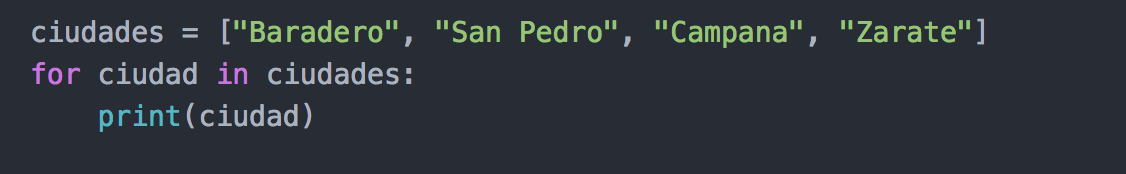 ciudades = ["Baradero", "San Pedro", "Campana", "Zarate"]
for ciudad in ciudades:
    print(ciudad)